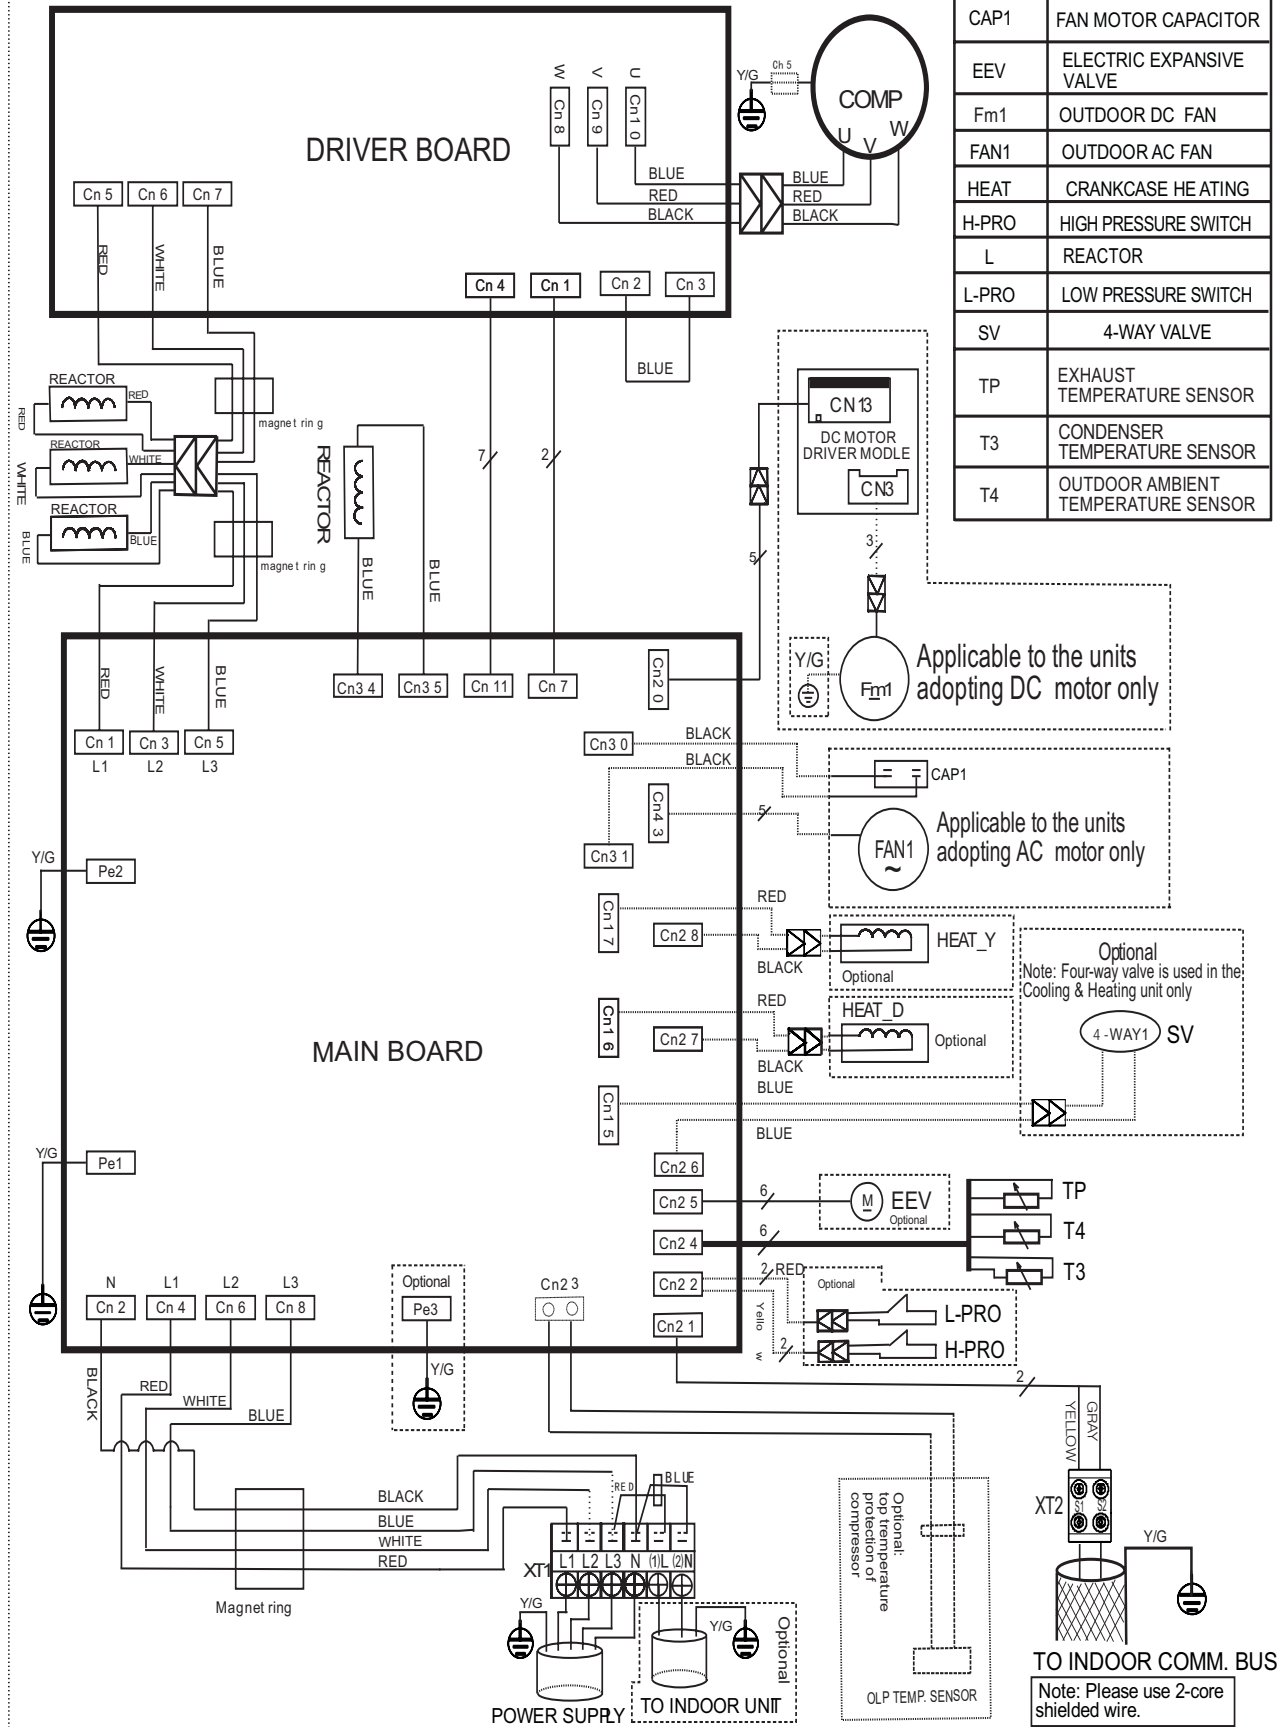 CAP1 FAN MOTOR CAPACITOR
EEV ELECTRIC EXPANSIVE
VALVE
Fm1 OUTDOOR DC FAN
FAN1 OUTDOOR AC FAN
HEAT CRANKCASE HE ATING
H-PRO HIGH PRESSURE SWITCH
L REACTOR
L-PRO LOW PRESSURE SWITCH
SV 4-WAY VALVE
TP EXHAUST
TEMPERATURE SENSOR
T3 CONDENSER
TEMPERATURE SENSOR
T4 OUTDOOR AMBIENT
TEMPERATURE SENSOR
DRIVER BOARD
W V U
Cn 8 Cn 9 Cn1 0
Y/G Ch 5
COMP
U V W
BLUE BLUE
RED RED
BLACK BLACK
Cn 5 Cn 6 Cn 7
RED WHITE BLUE
Cn 4 Cn 1 Cn 2 Cn 3
BLUE
REACTOR
RED RED
magnet rin g
REACTOR
WHITE WHITE
REACTOR
BLUE BLUE
magnet rin g
REACTOR
BLUE BLUE
7 2
CN 13
DC MOTOR
DRIVER MODLE
CN3
5 3
Y/G
Fm1
Applicable to the units
adopting DC motor only
RED WHITE BLUE
Cn 1 Cn 3 Cn 5
L1 L2 L3
Cn3 4 Cn3 5 Cn 11 Cn 7
Cn2 0
Cn3 0 BLACK
BLACK
CAP1
Cn4 3 5
Cn3 1
FAN1
~
Applicable to the units
adopting AC motor only
Y/G Pe2
Cn1 7 RED
Cn2 8 BLACK
HEAT_Y
Optional
MAIN BOARD
Cn1 6 RED
Cn2 7 BLACK
HEAT_D
Optional
Optional
Note: Four-way valve is used in the
Cooling & Heating unit only
4 -WAY1 SV
Cn1 5 BLUE
BLUE
Cn2 6
Y/G Pe1
Cn2 5 6 M EEV
Optional
Cn2 4 6
TP
T4
T3
Cn2 2 2 RED
Yello w 2
Optional
L-PRO
H-PRO
Cn2 1
2
N L1 L2 L3
Cn 2 Cn 4 Cn 6 Cn 8
Optional
Pe3
Y/G
Cn2 3
BLACK
RED
WHITE
BLUE
BLACK
BLUE
WHITE
RED
Magnet ring
RE D BLUE
XT1 L1 L2 L3 N (1)L (2)N
Y/G Y/G
Optional
POWER SUPPLY
TO INDOOR UNIT
Optional:
top tremperature
protection of
compressor
OLP TEMP. SENSOR
YELLOW GRAY
XT2
S1 S2
Y/G
TO INDOOR COMM. BUS
Note: Please use 2-core
shielded wire.